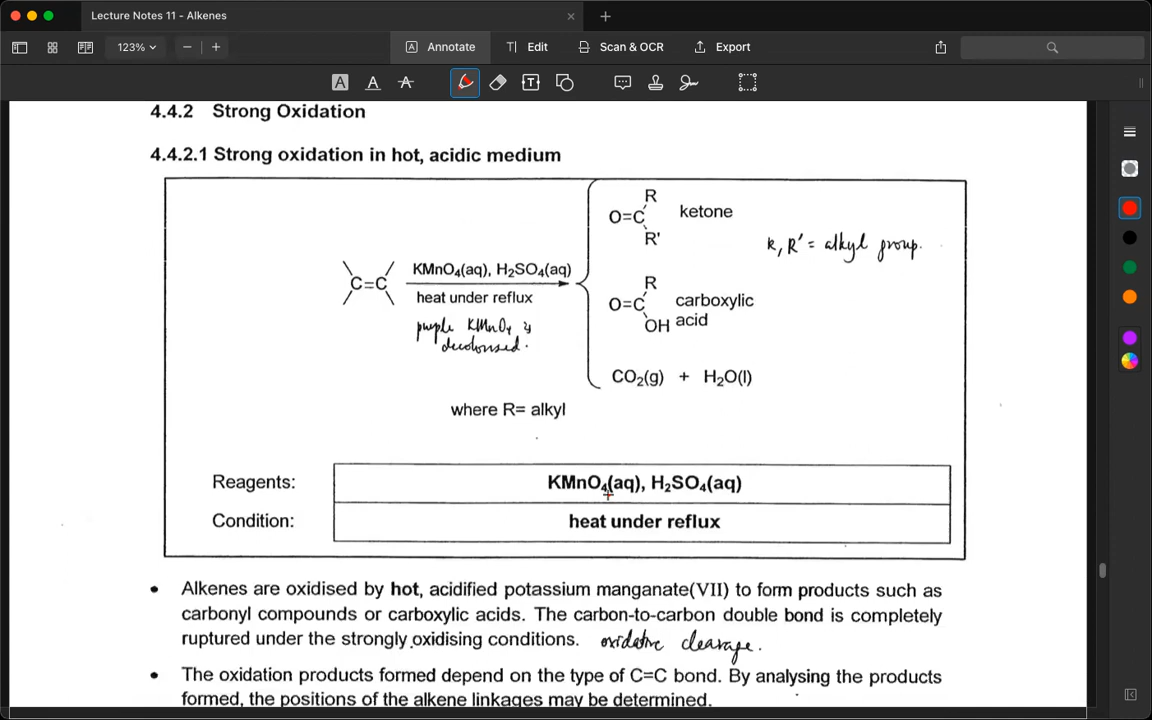 Lecture Notes 11 - Alkenes
123%
Annotate
Edit
Scan & OCR
Export
4.4.2 Strong Oxidation
4.4.2.1 Strong oxidation in hot, acidic medium
R
O=C
ketone
R'
R, R' = alkyl group.
C=C
KMnO₄(aq), H₂SO₄(aq)
heat under reflux
purple KMnO₄ is
decolorised.
R
O=C
carboxylic
OH acid
CO₂(g) + H₂O(l)
where R= alkyl
Reagents:
KMnO₄(aq), H₂SO₄(aq)
Condition:
heat under reflux
• Alkenes are oxidised by hot, acidified potassium manganate(VII) to form products such as
carbonyl compounds or carboxylic acids. The carbon-to-carbon double bond is completely
ruptured under the strongly oxidising conditions. oxidative cleavage.
• The oxidation products formed depend on the type of C=C bond. By analysing the products
formed, the positions of the alkene linkages may be determined.